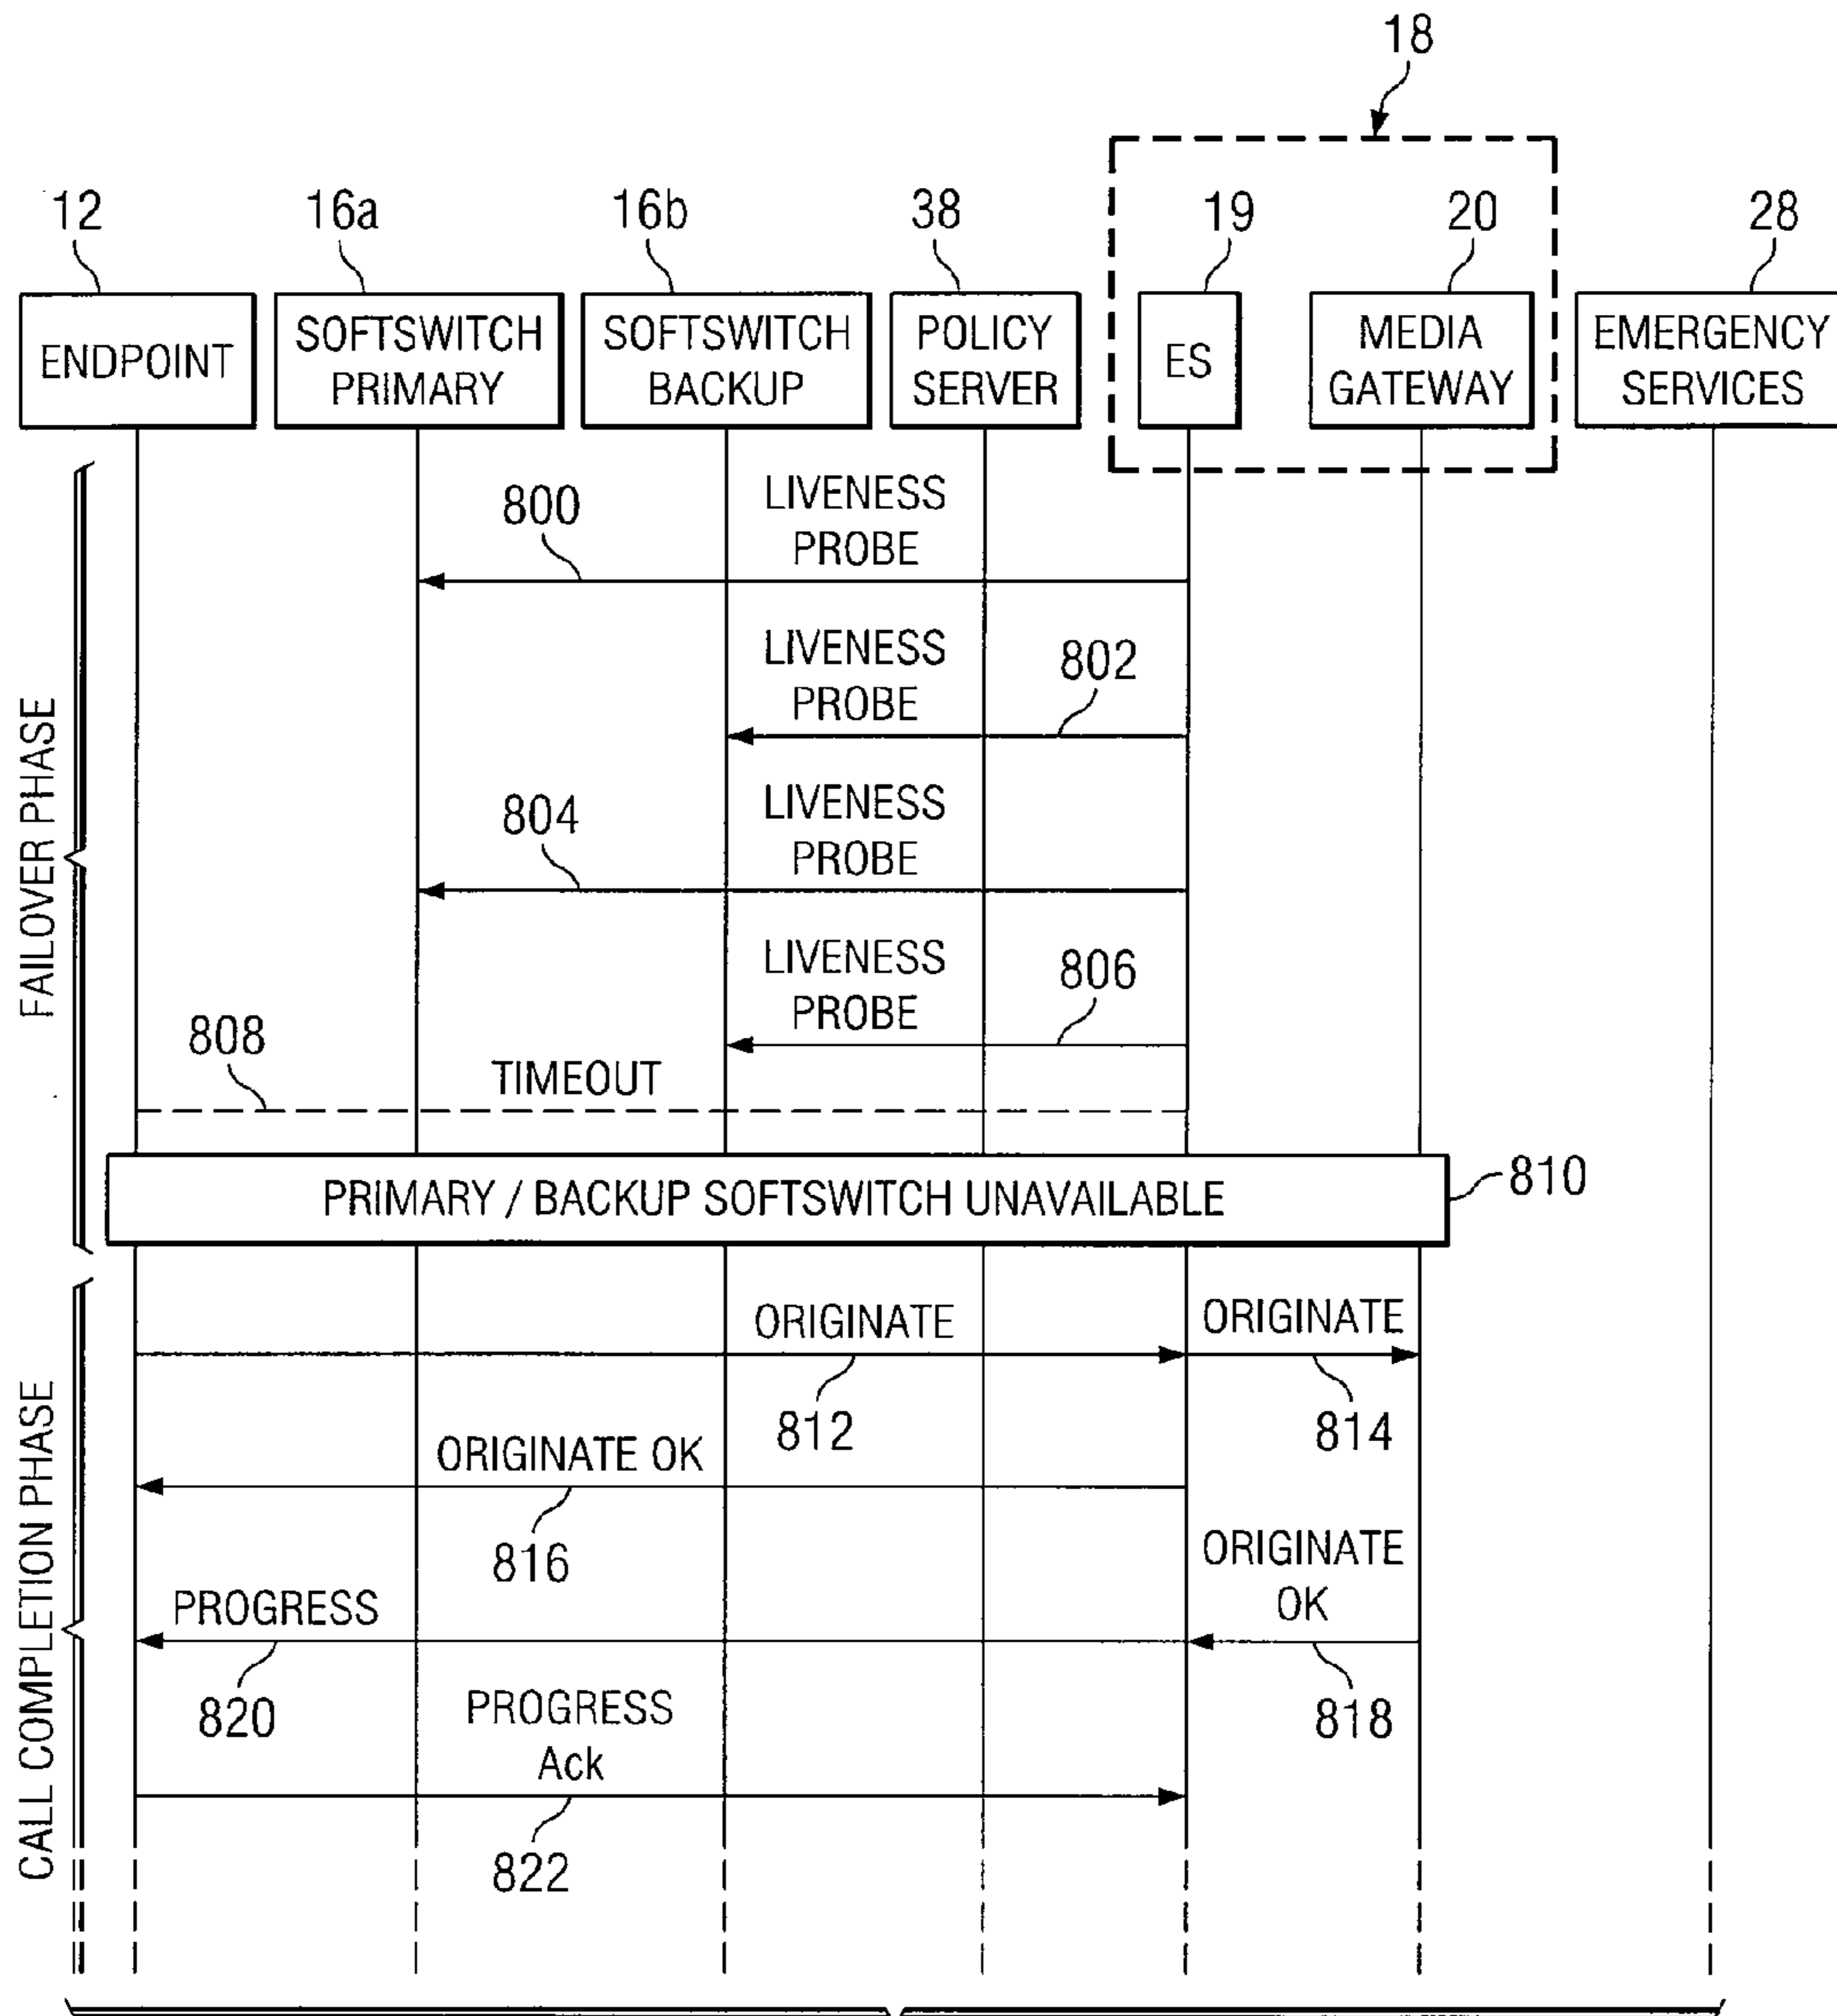 18
12
16a
16b
38
19
20
28
ENDPOINT
SOFTSWITCH
PRIMARY
SOFTSWITCH
BACKUP
POLICY
SERVER
ES
MEDIA
GATEWAY
EMERGENCY
SERVICES
FAILOVER PHASE
800
LIVENESS
PROBE
LIVENESS
PROBE
802
804
LIVENESS
PROBE
LIVENESS
PROBE
806
808
TIMEOUT
PRIMARY / BACKUP SOFTSWITCH UNAVAILABLE
810
CALL COMPLETION PHASE
ORIGINATE
ORIGINATE
812
814
ORIGINATE OK
816
ORIGINATE
OK
PROGRESS
820
818
PROGRESS
Ack
822